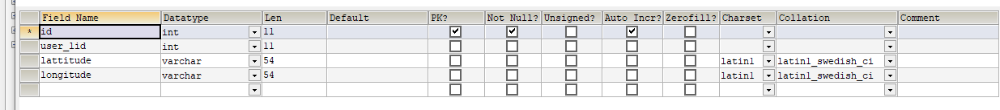 Field Name Datatype Len Default PK? Not Null? Unsigned? Auto Incr? Zerofill? Charset Collation Comment
* id int 11
user_lid int 11
lattitude varchar 54 latin1 latin1_swedish_ci
longitude varchar 54 latin1 latin1_swedish_ci